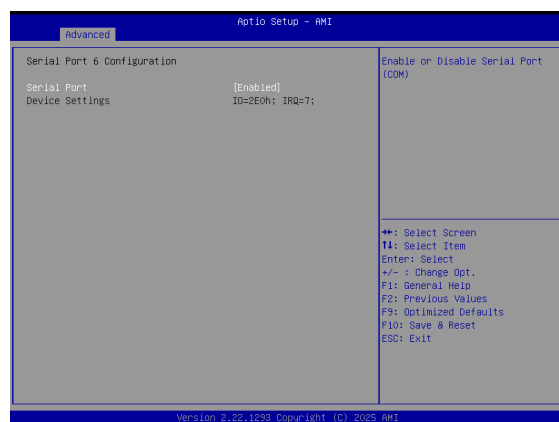 Aptio Setup - AMI
Advanced
Serial Port 6 Configuration
Serial Port [Enabled]
Device Settings IO=2E0h; IRQ=7;
Enable or Disable Serial Port
(COM)
→←: Select Screen
↑↓: Select Item
Enter: Select
+/- : Change Opt.
F1: General Help
F2: Previous Values
F9: Optimized Defaults
F10: Save & Reset
ESC: Exit
Version 2.22.1293 Copyright (C) 2025 AMI